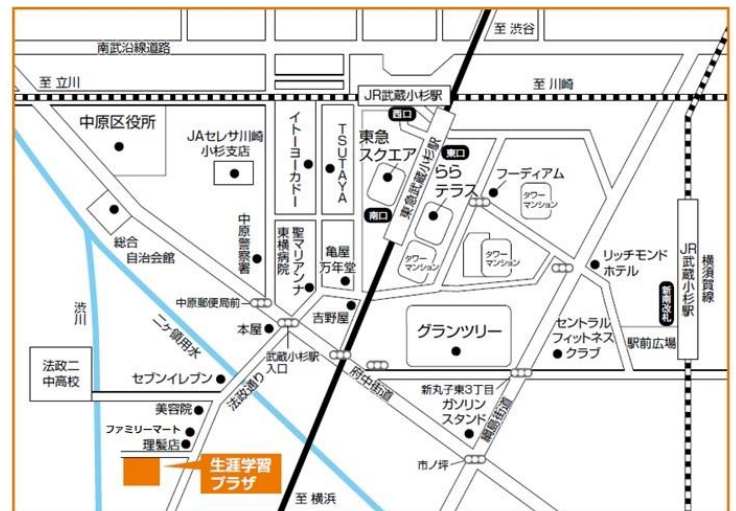 至 渋谷
南武沿線道路
至 立川
JR武蔵小杉駅
至 川崎
中原区役所
JAセレサ川崎
小杉支店
イトーヨーカドー
TSUTAYA
西口
東急
スクエア
東急武蔵小杉駅
東口
らら
テラス
フーディアム
タワー
マンション
南口
総合
自治会館
中原警察署
聖マリアンナ
東横病院
亀屋
万年堂
タワー
マンション
タワー
マンション
リッチモンド
ホテル
横須賀線
JR武蔵小杉駅
新南改札
中原郵便局前
吉野屋
グランツリー
セントラル
フィットネス
クラブ
駅前広場
渋川
二ヶ領用水
本屋
武蔵小杉駅
入口
法政二
中高校
セブンイレブン
法政通り
府中街道
新丸子東3丁目
ガソリン
スタンド
綱島街道
美容院
ファミリーマート
理髪店
市ノ坪
生涯学習
プラザ
至 横浜